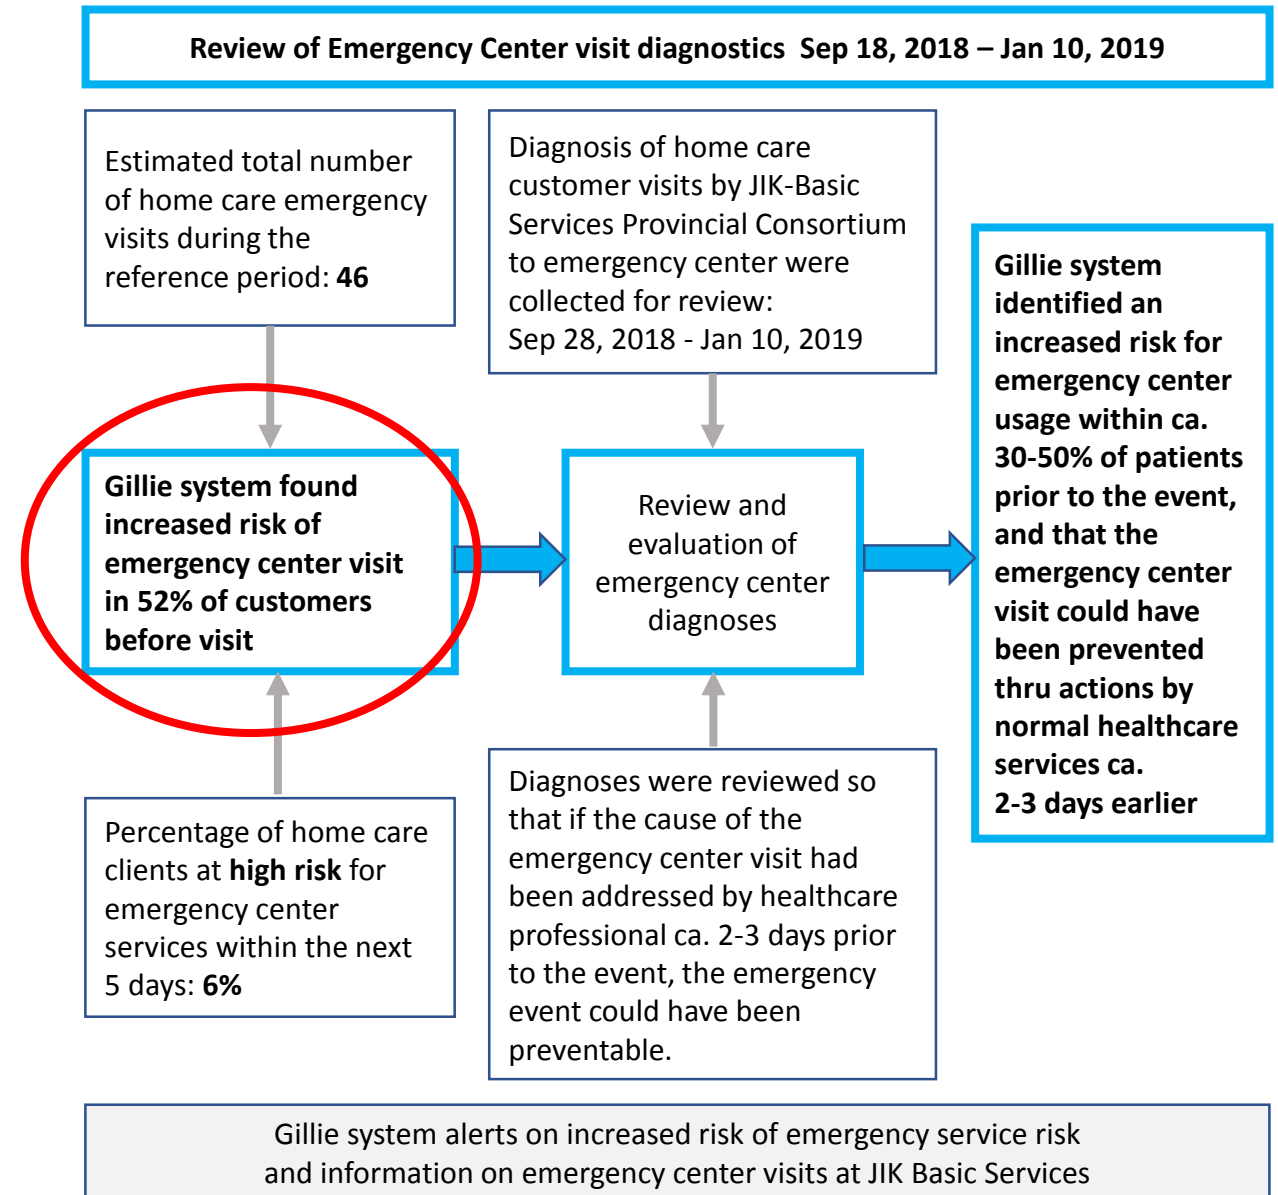 Review of Emergency Center visit diagnostics  Sep 18, 2018 – Jan 10, 2019
Estimated total number
of home care emergency
visits during the
reference period: 46
Diagnosis of home care
customer visits by JIK-Basic
Services Provincial Consortium
to emergency center were
collected for review:
Sep 28, 2018 - Jan 10, 2019
Gillie system found
increased risk of
emergency center visit
in 52% of customers
before visit
Review and
evaluation of
emergency center
diagnoses
Gillie system
identified an
increased risk for
emergency center
usage within ca.
30-50% of patients
prior to the event,
and that the
emergency center
visit could have
been prevented
thru actions by
normal healthcare
services ca.
2-3 days earlier
Percentage of home care
clients at high risk for
emergency center
services within the next
5 days: 6%
Diagnoses were reviewed so
that if the cause of the
emergency center visit had
been addressed by healthcare
professional ca. 2-3 days prior
to the event, the emergency
event could have been
preventable.
Gillie system alerts on increased risk of emergency service risk
and information on emergency center visits at JIK Basic Services